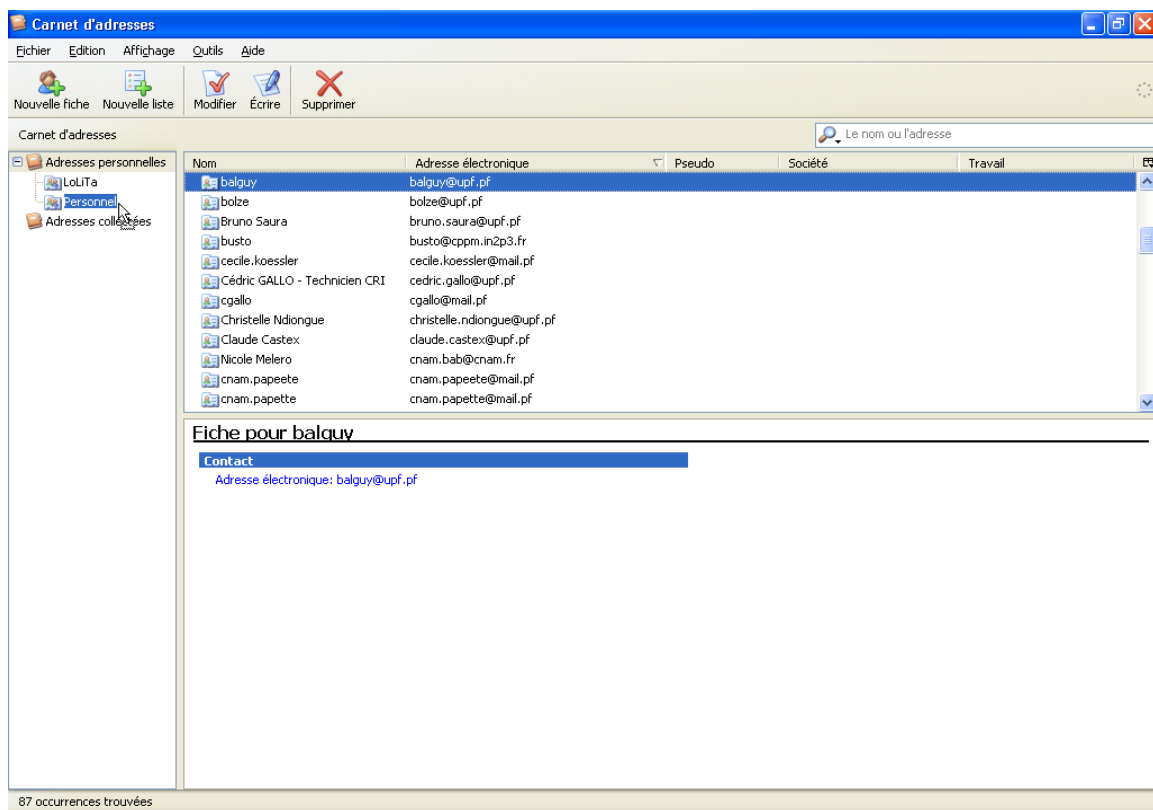 Carnet d'adresses
Fichier Edition Affichage Outils Aide
Nouvelle fiche Nouvelle liste Modifier Écrire Supprimer
Carnet d'adresses Le nom ou l'adresse
Adresses personnelles
LoLiTa
Personnel
Adresses collectées
Nom Adresse électronique Pseudo Société Travail
balguy balguy@upf.pf
bolze bolze@upf.pf
Bruno Saura bruno.saura@upf.pf
busto busto@cppm.in2p3.fr
cecile.koessler cecile.koessler@mail.pf
Cédric GALLO - Technicien CRI cedric.gallo@upf.pf
cgallo cgallo@mail.pf
Christelle Ndiongue christelle.ndiongue@upf.pf
Claude Castex claude.castex@upf.pf
Nicole Melero cnam.bab@cnam.fr
cnam.papeete cnam.papeete@mail.pf
cnam.papette cnam.papette@mail.pf
Fiche pour balguy
Contact
Adresse électronique: balguy@upf.pf
87 occurrences trouvées